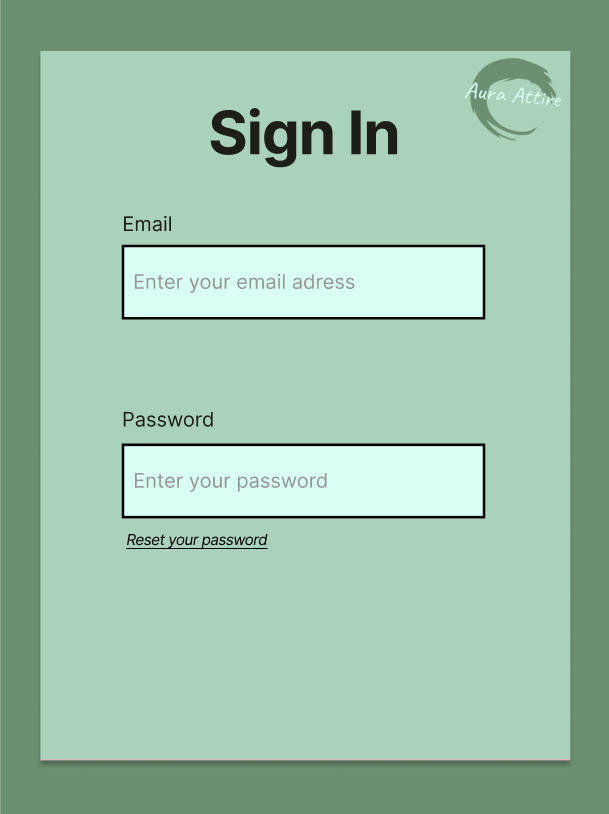 Aura Attire
Sign In
Email
Enter your email adress
Password
Enter your password
Reset your password